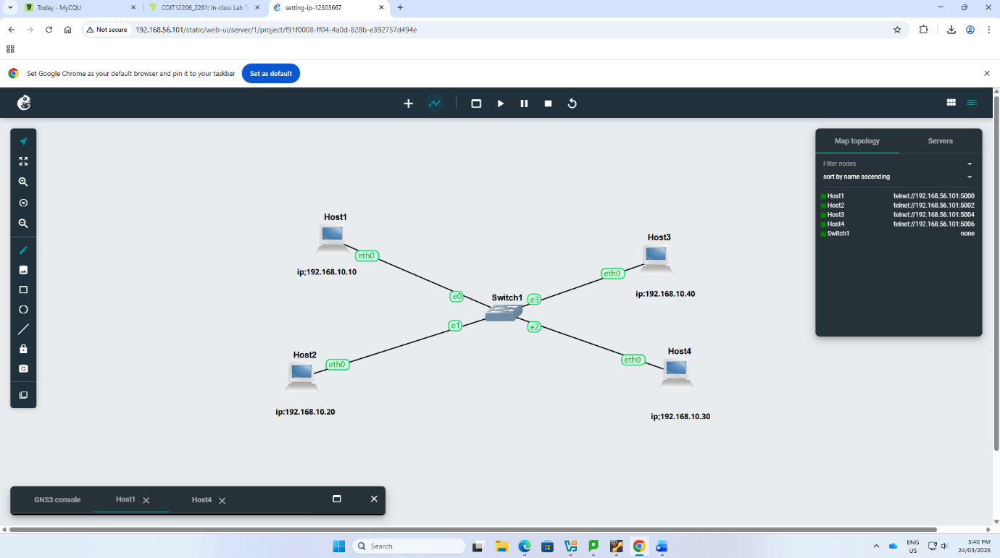 Today - MyCQU
COIT12206_2261: In-class Lab T
setting-ip-12303667
Not secure
192.168.56.101/static/web-ui/server/1/project/f91f0008-ff04-4a0d-828b-e392757d494e
Set Google Chrome as your default browser and pin it to your taskbar
Set as default
Map topology
Servers
Filter nodes
sort by name ascending
Host1 telnet://192.168.56.101:5000
Host2 telnet://192.168.56.101:5002
Host3 telnet://192.168.56.101:5004
Host4 telnet://192.168.56.101:5006
Switch1 none
Host1
eth0
ip;192.168.10.10
Host3
eth0
ip:192.168.10.40
Switch1
e0
e3
e1
e2
Host2
eth0
ip:192.168.10.20
Host4
eth0
ip;192.168.10.30
GNS3 console
Host1
Host4
Search
ENG
US
5:40 PM
24/03/2026